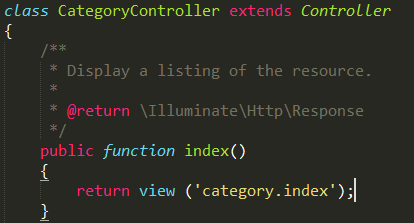 class CategoryController extends Controller
{
    /**
     * Display a listing of the resource.
     *
     * @return \Illuminate\Http\Response
     */
    public function index()
    {
        return view ('category.index');
    }